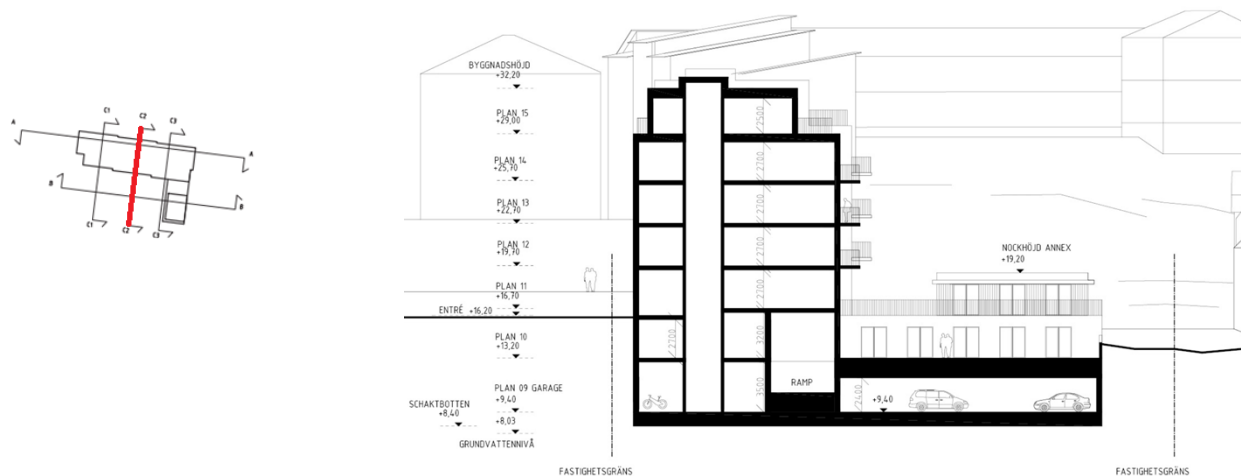 C1
C2
C3
A
A
B
B
C1
C2
C3
BYGGNADSHÖJD
+32,20
PLAN 15
+29,00
PLAN 14
+25,70
PLAN 13
+22,70
PLAN 12
+19,70
PLAN 11
+16,70
ENTRÉ +16,20
PLAN 10
+13,20
PLAN 09 GARAGE
+9,40
SCHAKTBOTTEN
+8,40
+8,03
GRUNDVATTENNIVÅ
2500
2700
2700
2700
2700
2700
3200
3500
RAMP
2400
+9,40
NOCKHÖJD ANNEX
+19,20
FASTIGHETSGRÄNS
FASTIGHETSGRÄNS